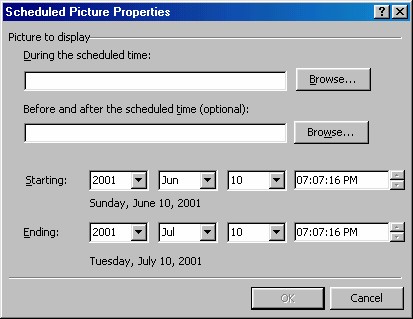 Scheduled Picture Properties
Picture to display
During the scheduled time:
Browse...
Before and after the scheduled time (optional):
Browse...
Starting: 2001 Jun 10 07:07:16 PM
Sunday, June 10, 2001
Ending: 2001 Jul 10 07:07:16 PM
Tuesday, July 10, 2001
OK Cancel